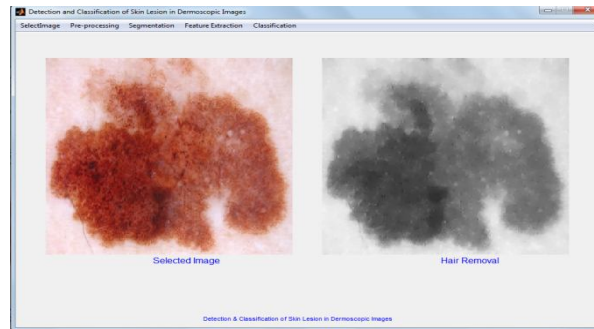 Detection and Classification of Skin Lesion in Dermoscopic Images
SelectImage Pre-processing Segmentation Feature Extraction Classification
Selected Image Hair Removal
Detection & Classification of Skin Lesion in Dermoscopic Images